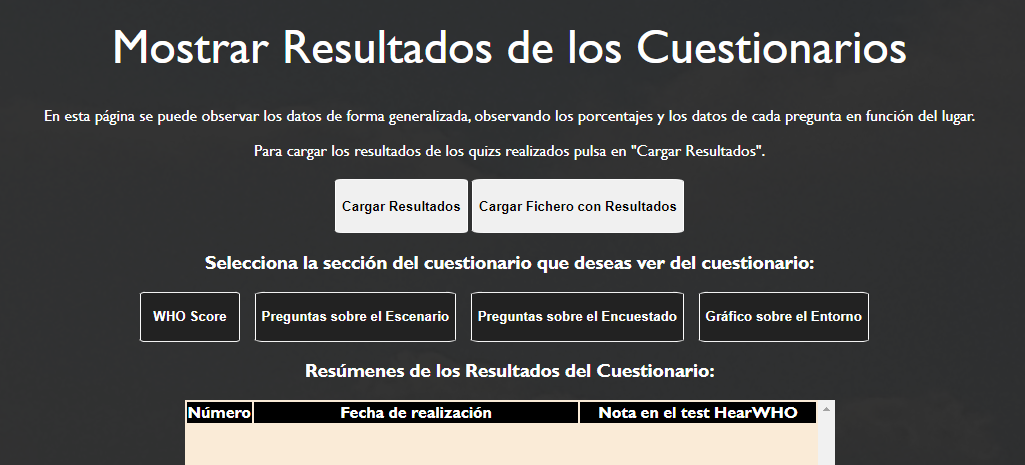 Mostrar Resultados de los Cuestionarios
En esta página se puede observar los datos de forma generalizada, observando los porcentajes y los datos de cada pregunta en función del lugar.
Para cargar los resultados de los quizs realizados pulsa en "Cargar Resultados".
Cargar Resultados Cargar Fichero con Resultados
Selecciona la sección del cuestionario que deseas ver del cuestionario:
WHO Score Preguntas sobre el Escenario Preguntas sobre el Encuestado Gráfico sobre el Entorno
Resúmenes de los Resultados del Cuestionario:
Número Fecha de realización Nota en el test HearWHO